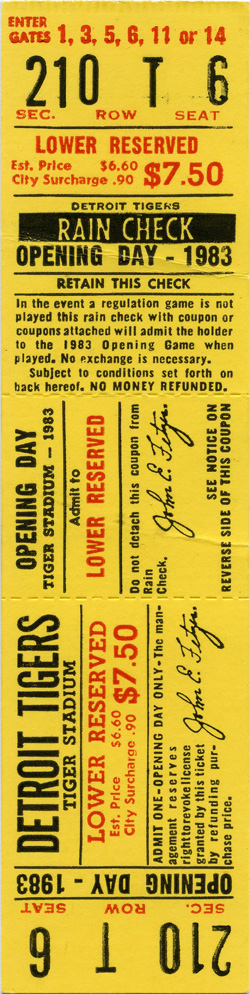 ENTER
GATES 1, 3, 5, 6, 11 or 14
210 T 6
SEC. ROW SEAT
LOWER RESERVED
Est. Price $6.60
City Surcharge .90 $7.50
DETROIT TIGERS
RAIN CHECK
OPENING DAY - 1983
RETAIN THIS CHECK
In the event a regulation game is not
played this rain check with coupon or
coupons attached will admit the holder
to the 1983 Opening Game when
played. No exchange is necessary.
Subject to conditions set forth on
back hereof. NO MONEY REFUNDED.
OPENING DAY
TIGER STADIUM - 1983
Admit to
LOWER RESERVED
Do not detach this coupon from
Rain
Check.
John E. Fetzer.
SEE NOTICE ON
REVERSE SIDE OF THIS COUPON
DETROIT TIGERS
TIGER STADIUM
LOWER RESERVED
Est. Price $6.60
City Surcharge .90 $7.50
ADMIT ONE-OPENING DAY ONLY-The man-
agement reserves
right to revoke license
granted by this ticket
by refunding pur-
chase price.
John E. Fetzer.
OPENING DAY - 1983
SEC. ROW SEAT
210 T 6